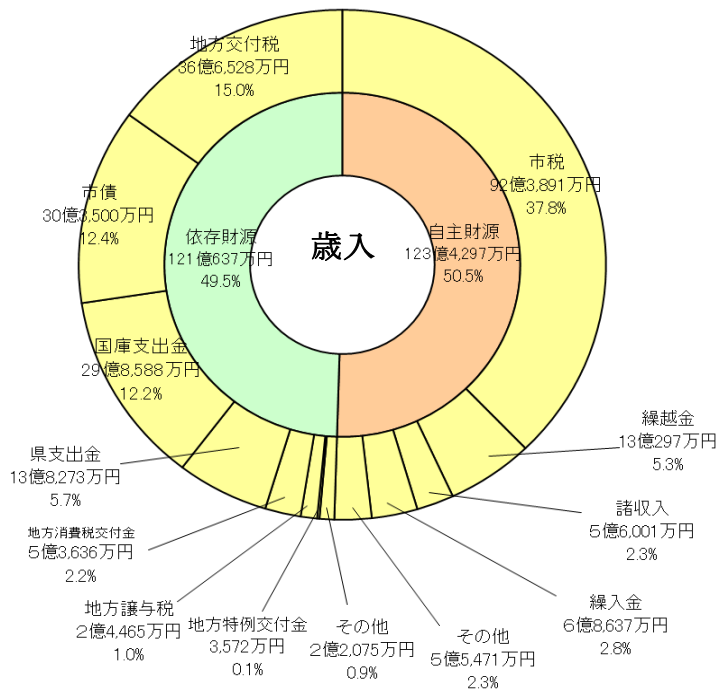 歳入
自主財源
123億4,297万円
50.5%
依存財源
121億637万円
49.5%
市税
92億3,891万円
37.8%
繰越金
13億297万円
5.3%
諸収入
5億6,001万円
2.3%
繰入金
6億8,637万円
2.8%
その他
5億5,471万円
2.3%
その他
2億2,075万円
0.9%
地方特例交付金
3,572万円
0.1%
地方譲与税
2億4,465万円
1.0%
地方消費税交付金
5億3,636万円
2.2%
県支出金
13億8,273万円
5.7%
国庫支出金
29億8,588万円
12.2%
市債
30億3,500万円
12.4%
地方交付税
36億6,528万円
15.0%